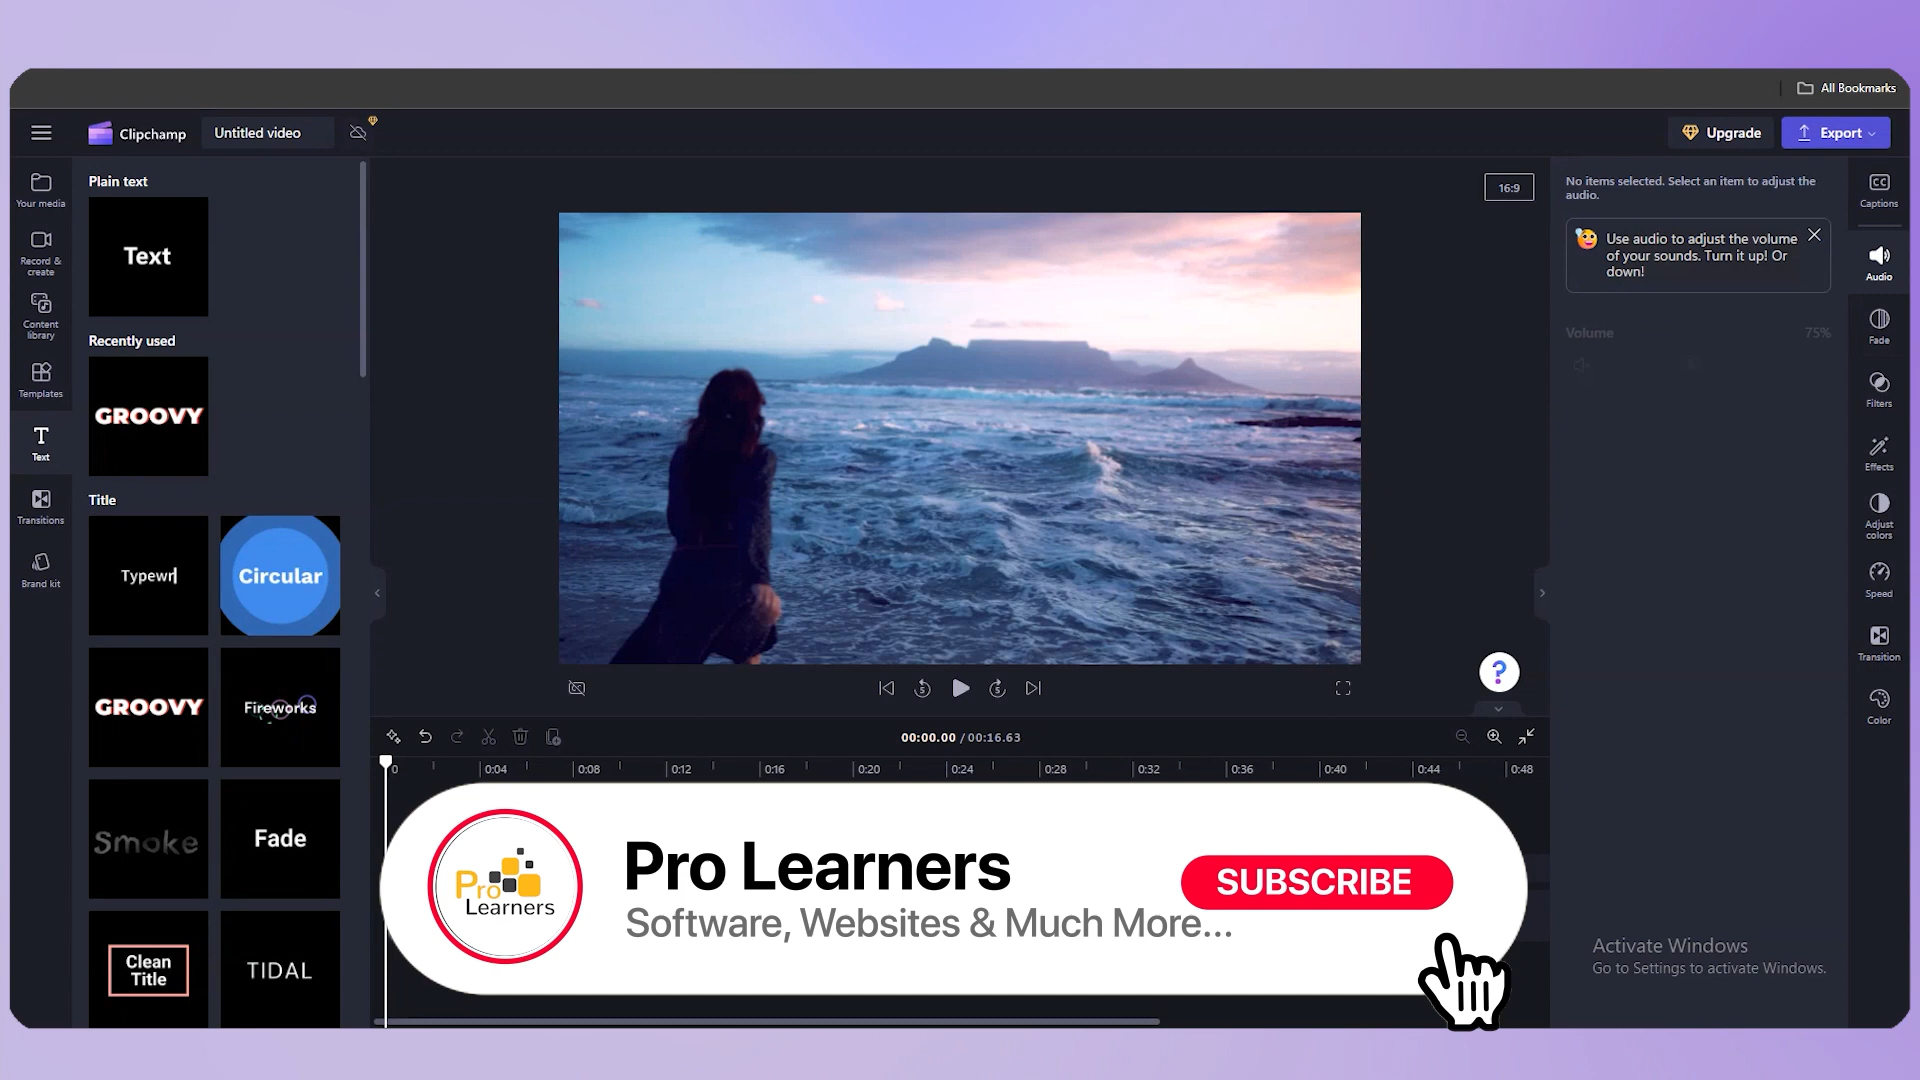 All Bookmarks
Clipchamp
Untitled video
Upgrade
Export
Your media
Record &
create
Content
library
Templates
Text
Transitions
Brand kit
Plain text
Text
Recently used
GROOVY
Title
Typewr
Circular
GROOVY
Fireworks
Smoke
Fade
Clean
Title
TIDAL
16:9
?
5
5
00:00.00 / 00:16.63
0
0:04
0:08
0:12
0:16
0:20
0:24
0:28
0:32
0:36
0:40
0:44
0:48
Pro
Learners
Pro Learners
Software, Websites & Much More...
SUBSCRIBE
No items selected. Select an item to adjust the
audio.
Use audio to adjust the volume
of your sounds. Turn it up! Or
down!
Volume
75%
Activate Windows
Go to Settings to activate Windows.
CC
Captions
Audio
Fade
Filters
Effects
Adjust
colors
Speed
Transition
Color